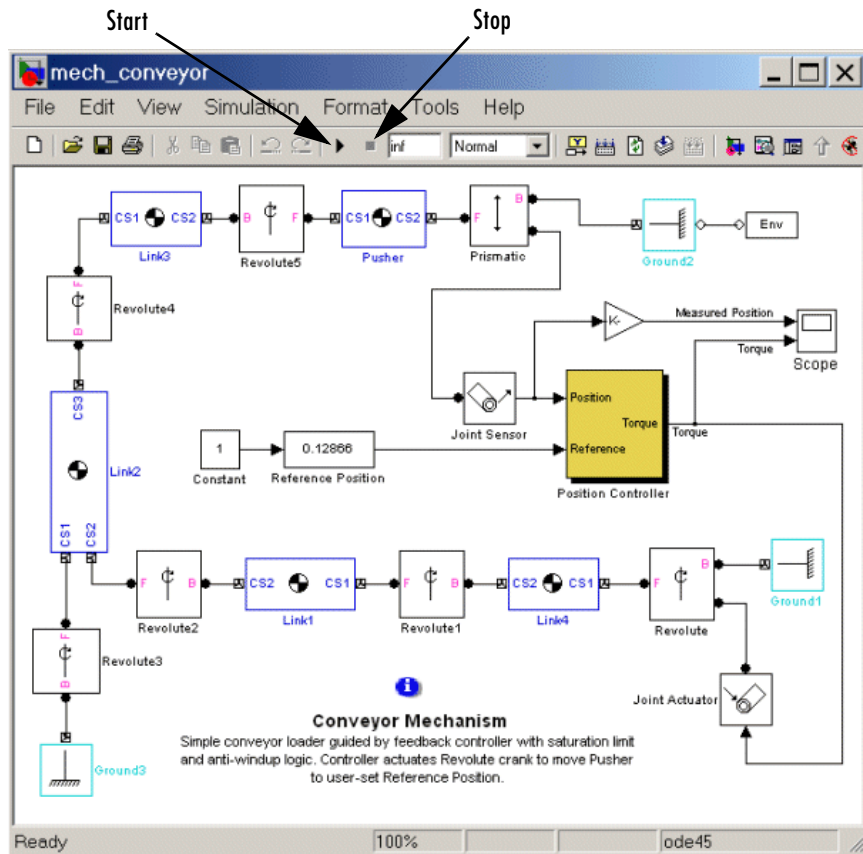 Start
Stop
mech_conveyor
File Edit View Simulation Format Tools Help
inf Normal
CS1 CS2
Link3
B F
Revolute5
CS1 CS2
Pusher
F B
Prismatic
Ground2
Env
F
B
Revolute4
K-
Measured Position
Torque
Scope
CS3
CS1 CS2
Link2
Joint Sensor
Position
Torque
Reference
Position Controller
Torque
1
Constant
0.12866
Reference Position
F B
Revolute2
CS2 CS1
Link1
F B
Revolute1
CS2 CS1
Link4
F B
Revolute
Ground1
F
B
Revolute3
Joint Actuator
Ground3
i
Conveyor Mechanism
Simple conveyor loader guided by feedback controller with saturation limit
and anti-windup logic. Controller actuates Revolute crank to move Pusher
to user-set Reference Position.
Ready 100% ode45